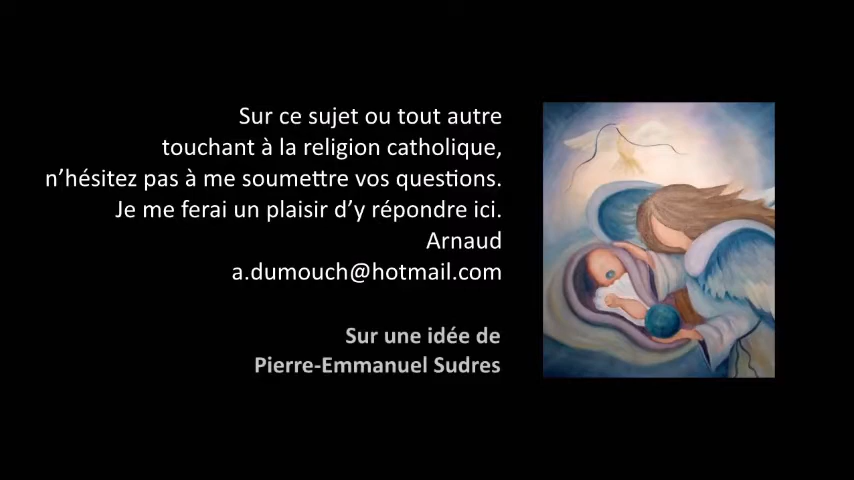 Sur ce sujet ou tout autre
touchant à la religion catholique,
n’hésitez pas à me soumettre vos questions.
Je me ferai un plaisir d’y répondre ici.
Arnaud
a.dumouch@hotmail.com
Sur une idée de
Pierre-Emmanuel Sudres